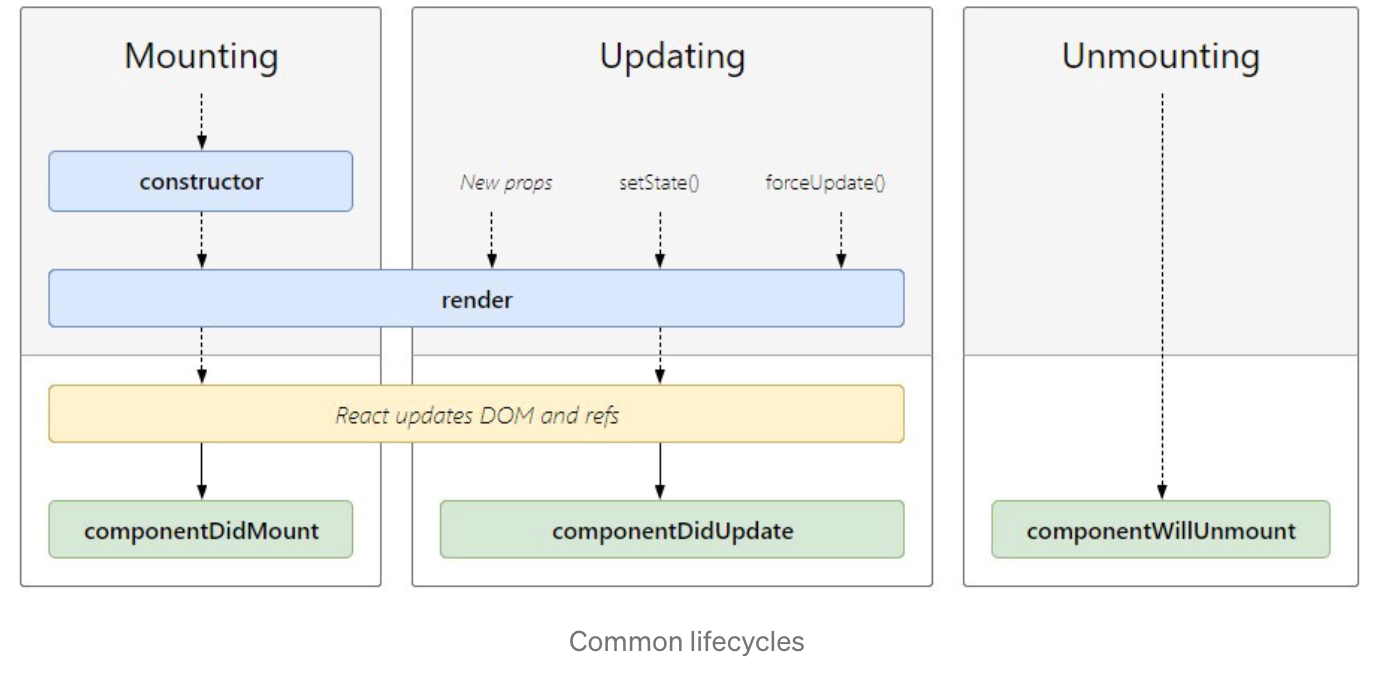 Mounting
Updating
Unmounting
constructor
New props
setState()
forceUpdate()
render
React updates DOM and refs
componentDidMount
componentDidUpdate
componentWillUnmount
Common lifecycles